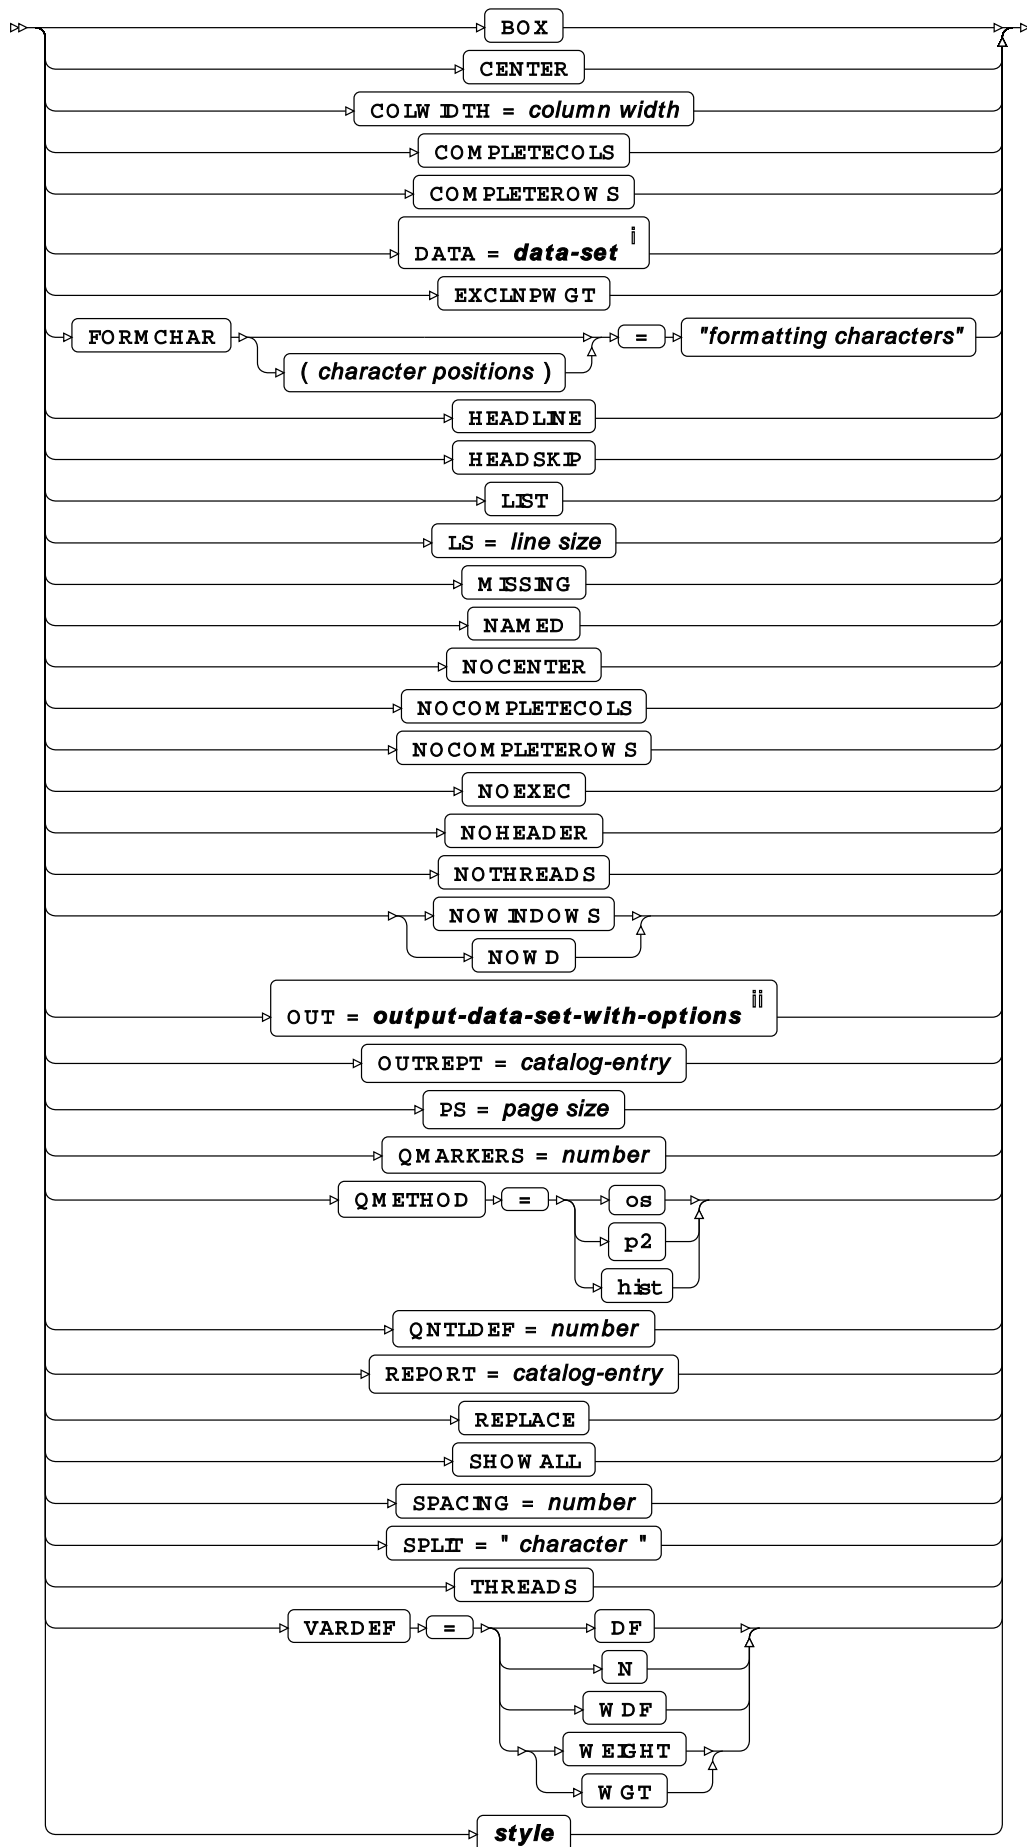 BOX
CENTER
COLWIDTH = column width
COMPLETECOLS
COMPLETEROWS
DATA = data-set i
EXCLNPWGT
FORMCHAR ( character positions ) = "formatting characters"
HEADLINE
HEADSKIP
LIST
LS = line size
MISSING
NAMED
NOCENTER
NOCOMPLETECOLS
NOCOMPLETEROWS
NOEXEC
NOHEADER
NOTHREADS
NOWINDOWS
NOWD
OUT = output-data-set-with-options ii
OUTREPT = catalog-entry
PS = page size
QMARKERS = number
QMETHOD = os
p2
hist
QNTLDEF = number
REPORT = catalog-entry
REPLACE
SHOWALL
SPACING = number
SPLIT = " character "
THREADS
VARDEF = DF
N
WDF
WEIGHT
WGT
style